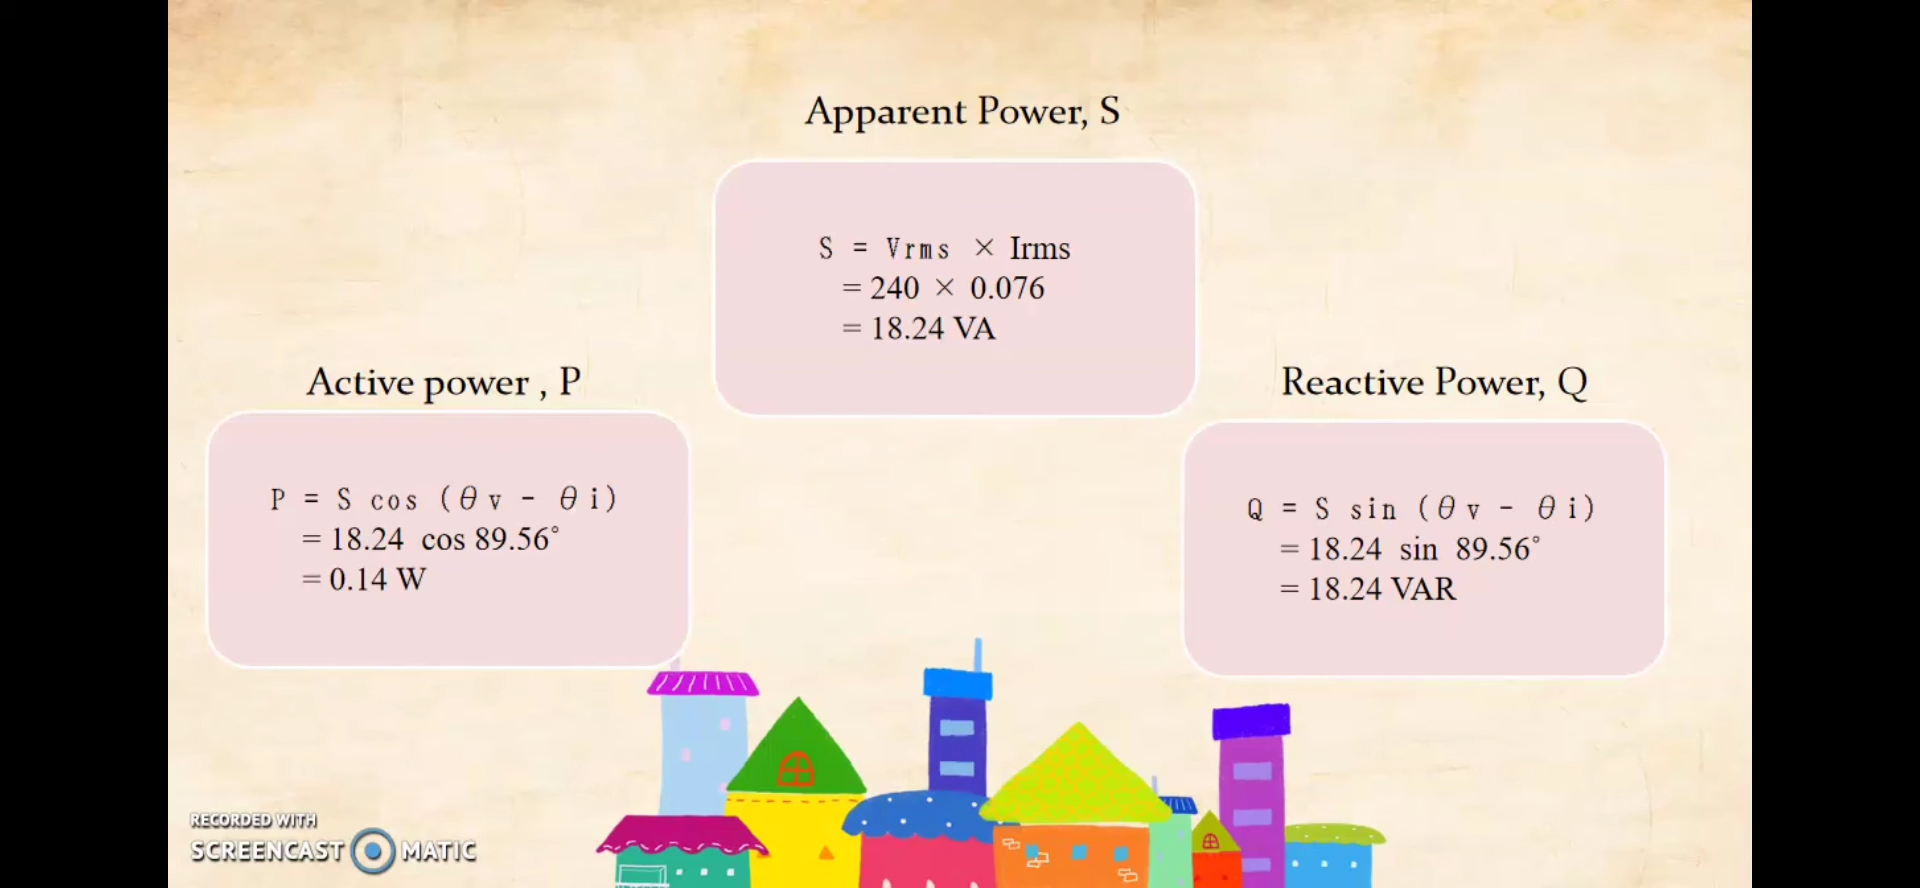 Apparent Power, S
S = Vrms × Irms
= 240 × 0.076
= 18.24 VA
Active power , P
P = S cos (θv - θi)
= 18.24 cos 89.56°
= 0.14 W
Reactive Power, Q
Q = S sin (θv - θi)
= 18.24 sin 89.56°
= 18.24 VAR
RECORDED WITH
SCREENCAST MATIC